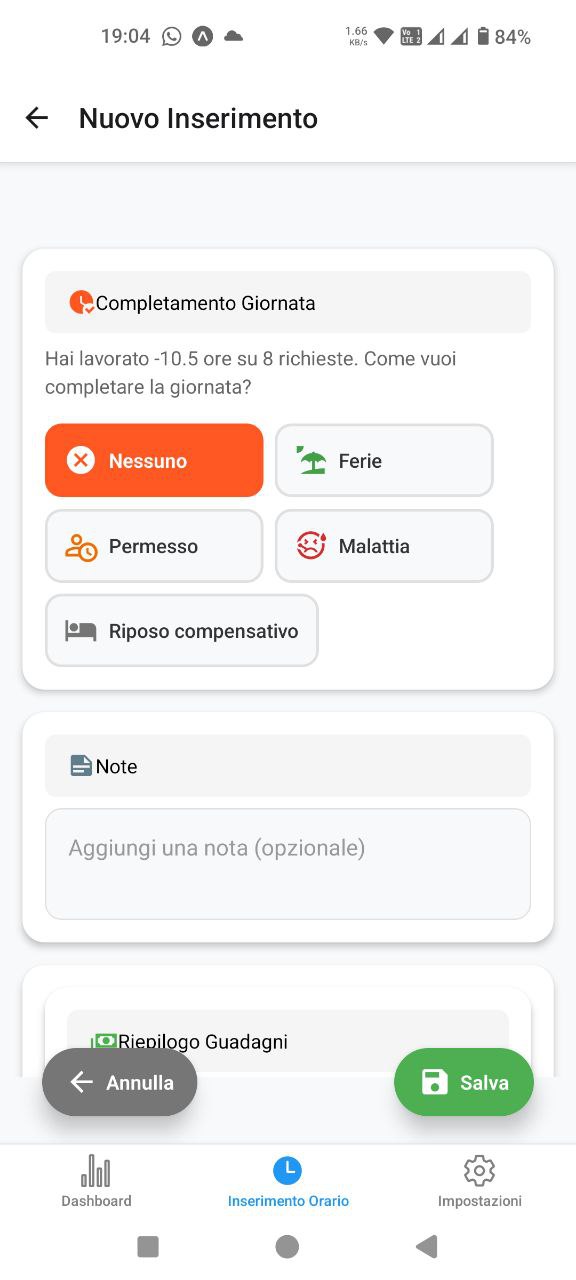 19:04
1.66
KB/s
Vo 1
LTE 2
84%
Nuovo Inserimento
Completamento Giornata
Hai lavorato -10.5 ore su 8 richieste. Come vuoi
completare la giornata?
Nessuno
Ferie
Permesso
Malattia
Riposo compensativo
Note
Aggiungi una nota (opzionale)
Riepilogo Guadagni
Annulla
Salva
Dashboard
Inserimento Orario
Impostazioni